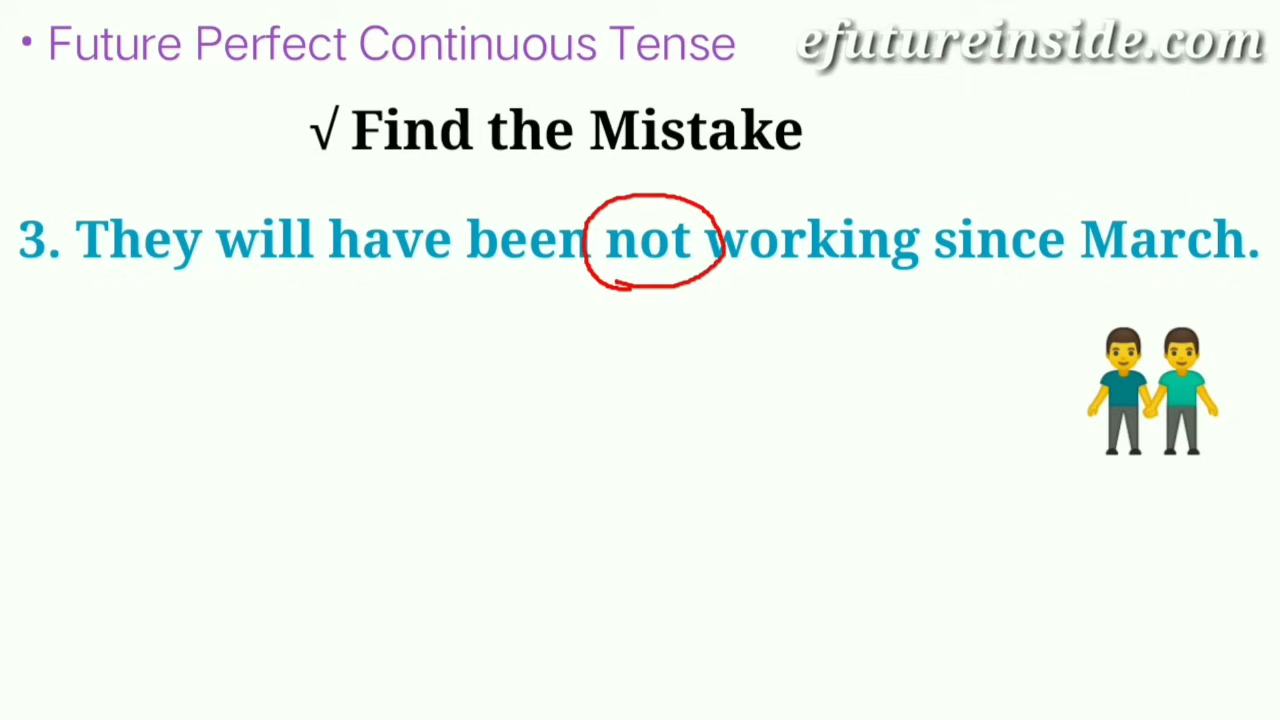 • Future Perfect Continuous Tense efutureinside.com
√ Find the Mistake
3. They will have been not working since March.